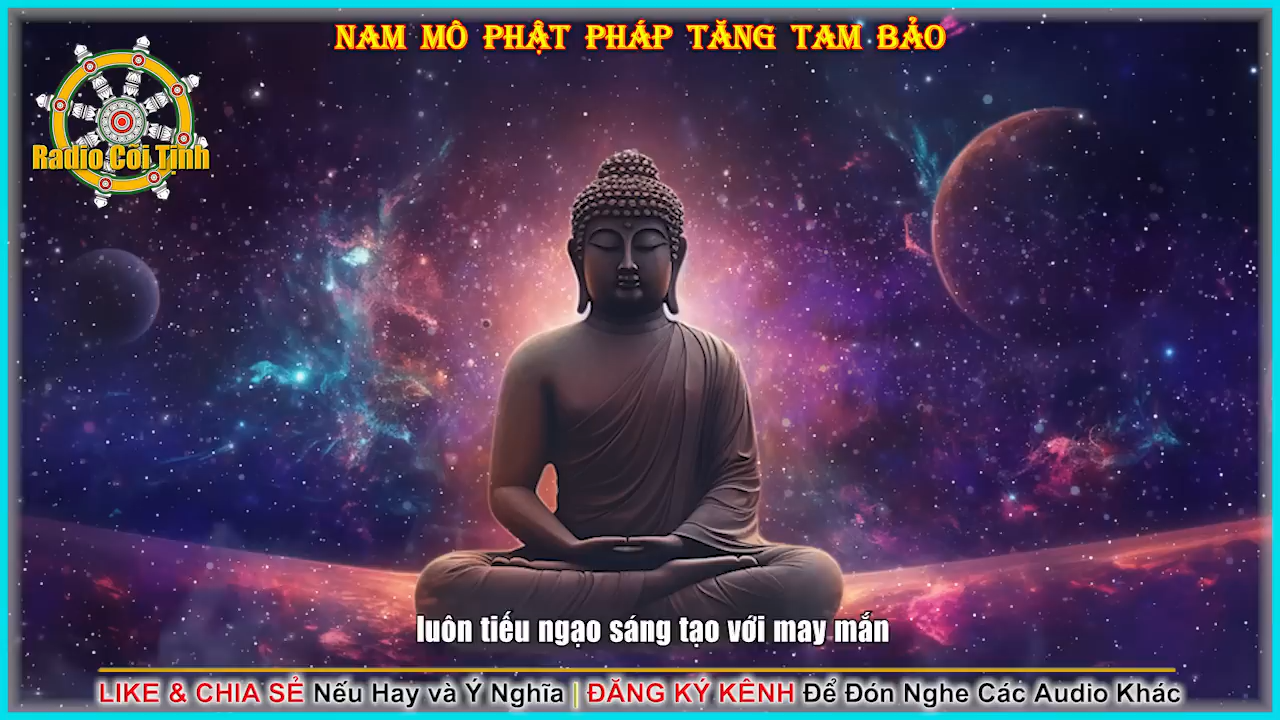 NAM MÔ PHẬT PHÁP TĂNG TAM BẢO
Radio Cõi Tịnh
luôn tiếu ngạo sáng tạo với may mắn
LIKE & CHIA SẺ Nếu Hay và Ý Nghĩa | ĐĂNG KÝ KÊNH Để Đón Nghe Các Audio Khác